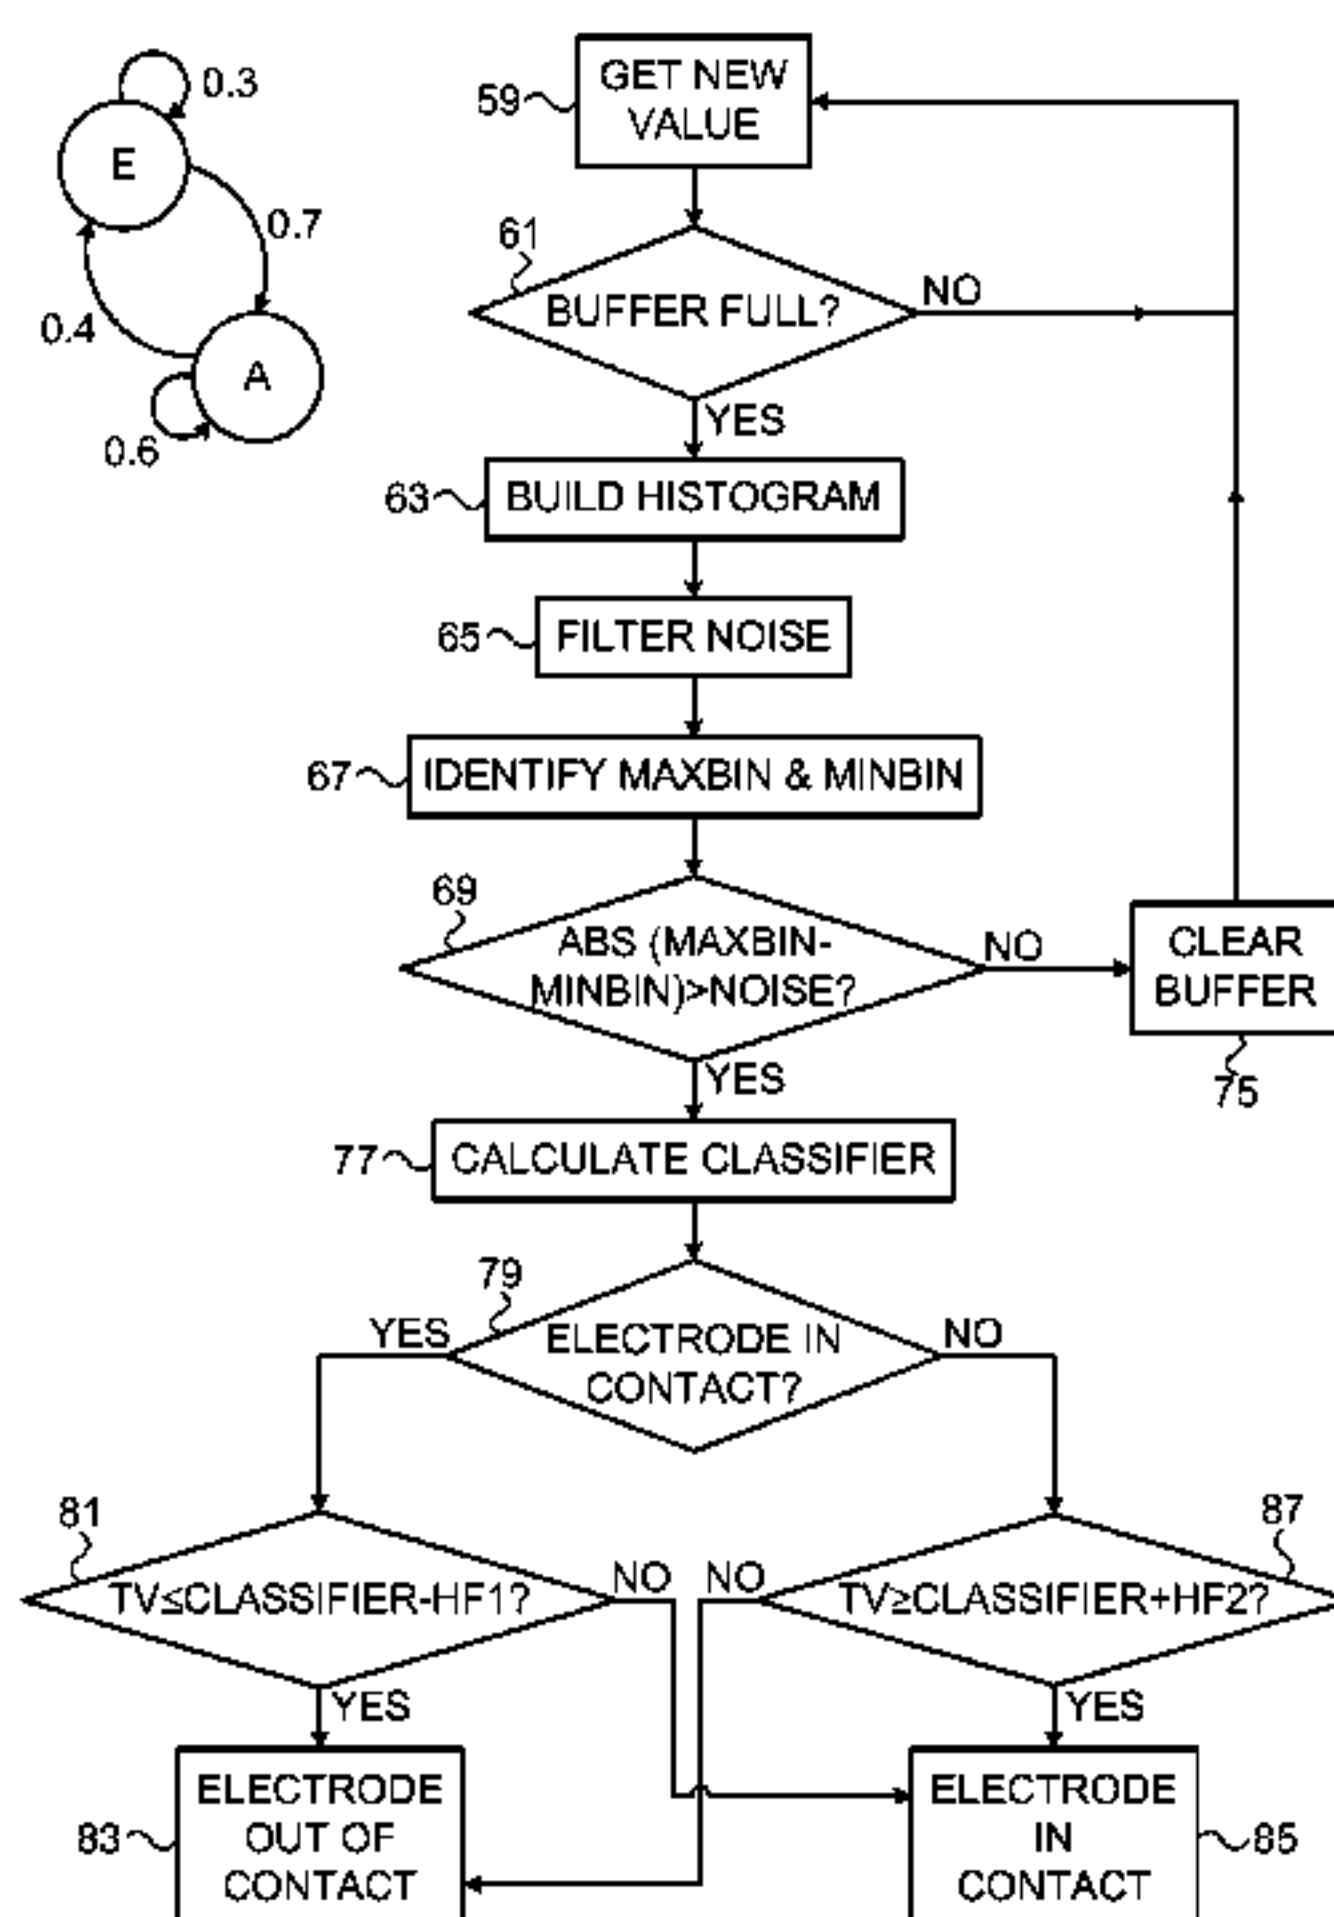 0.3
E
0.7
0.4
A
0.6
59
GET NEW
VALUE
61
BUFFER FULL?
NO
YES
63
BUILD HISTOGRAM
65
FILTER NOISE
67
IDENTIFY MAXBIN & MINBIN
69
ABS (MAXBIN-
MINBIN)>NOISE?
NO
CLEAR
BUFFER
75
YES
77
CALCULATE CLASSIFIER
79
YES
ELECTRODE IN
CONTACT?
NO
81
TV≤CLASSIFIER-HF1?
NO
NO
87
TV≥CLASSIFIER+HF2?
YES
YES
83
ELECTRODE
OUT OF
CONTACT
ELECTRODE
IN
CONTACT
85